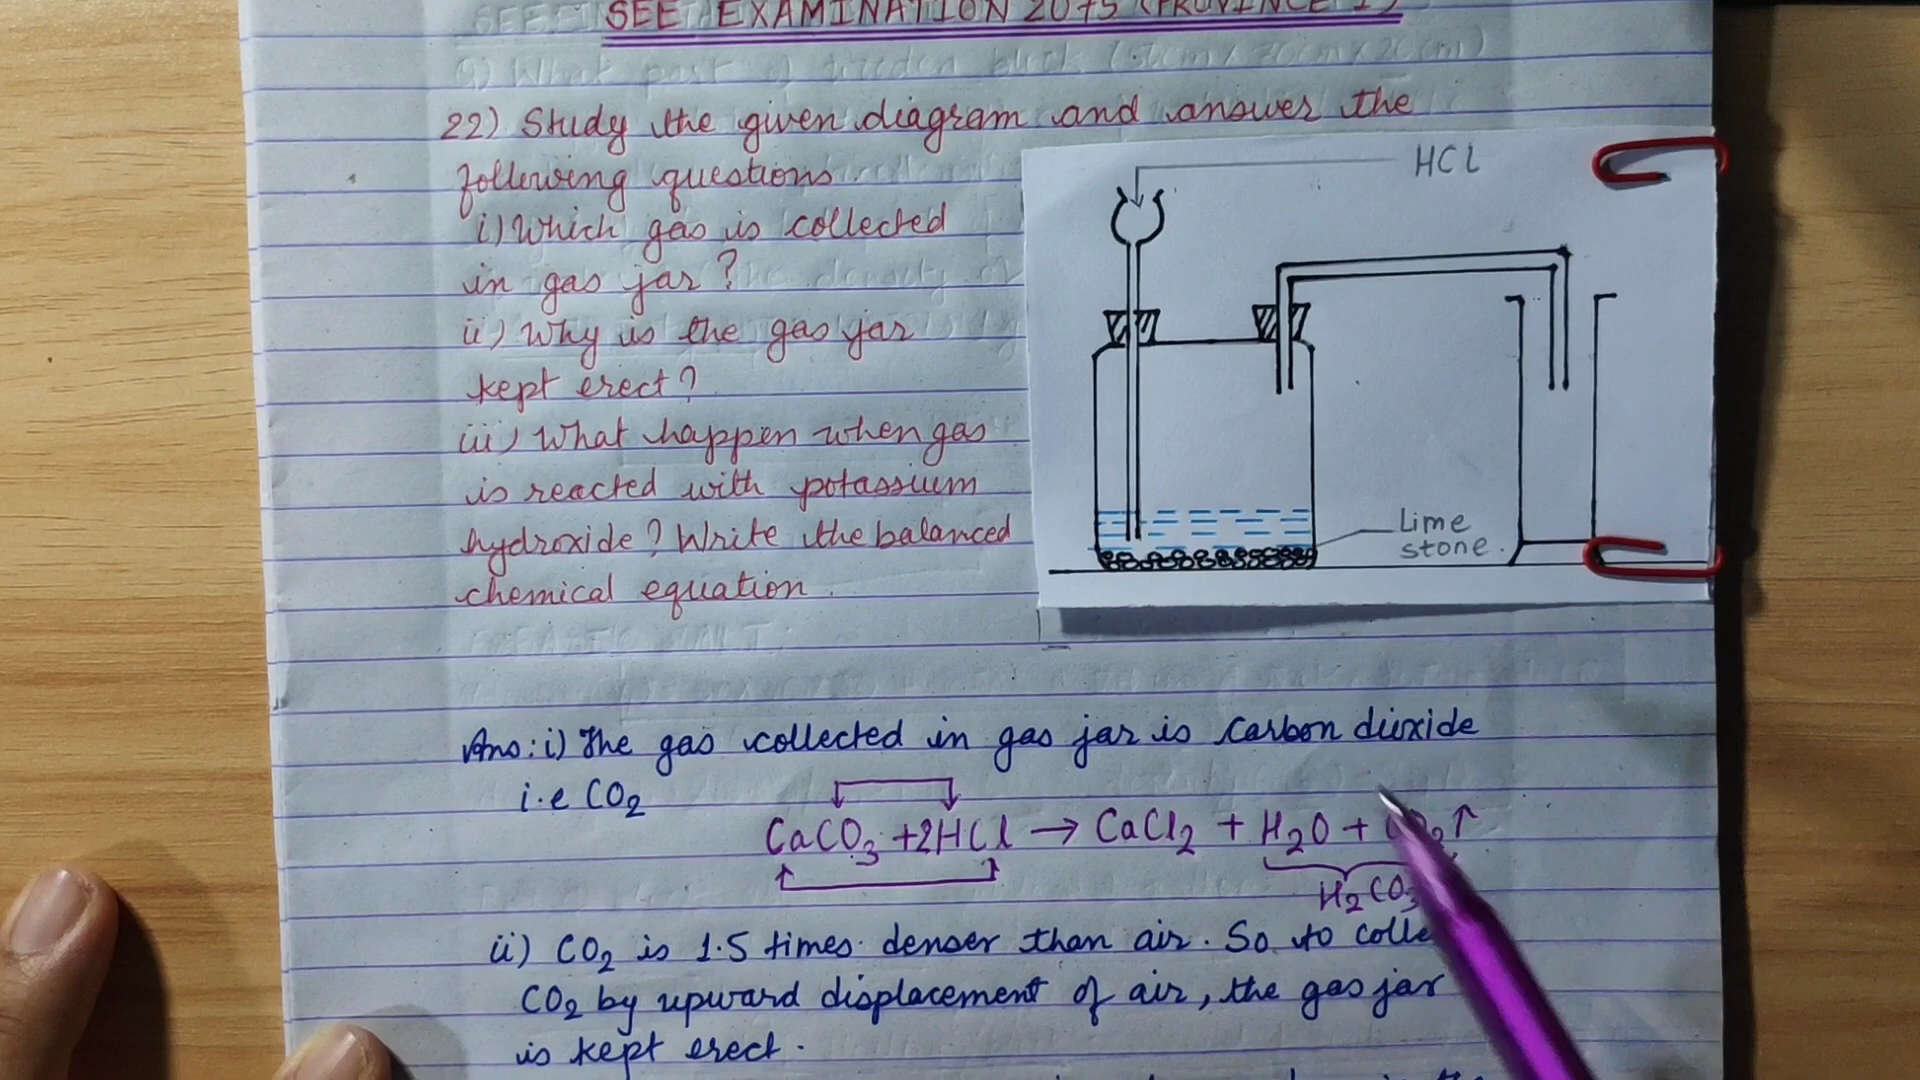 SEE EXAMINATION 2075 (PROVINCE 1)
22) Study the given diagram and answer the
following questions.
i) Which gas is collected
in gas jar?
ii) Why is the gas jar
kept erect?
iii) What happen when gas
is reacted with potassium
hydroxide? Write the balanced
chemical equation.
HCl
Lime
stone.
Ans: i) The gas collected in gas jar is carbon dioxide
i.e CO2
CaCO3 + 2HCl → CaCl2 + H2O + CO2↑
H2CO3
ii) CO2 is 1.5 times denser than air. So to
CO2 by upward displacement of air, the gas jar
is kept erect.